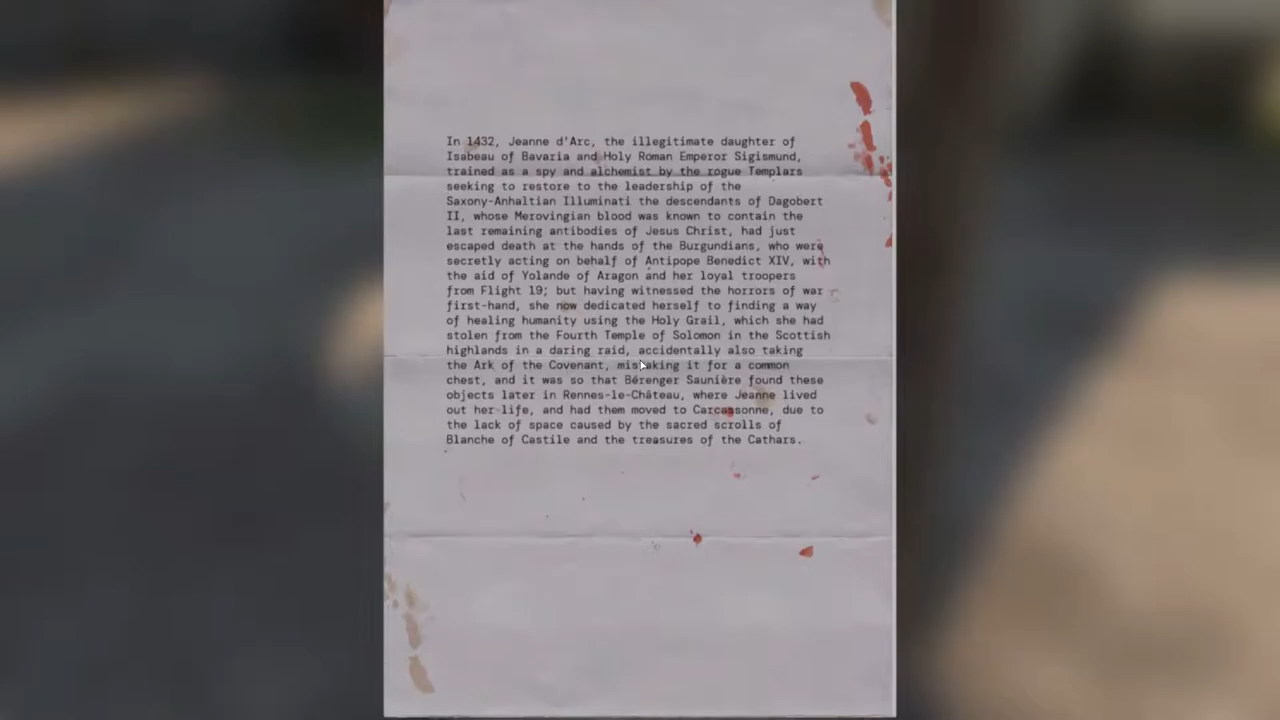 In 1432, Jeanne d'Arc, the illegitimate daughter of
Isabeau of Bavaria and Holy Roman Emperor Sigismund,
trained as a spy and alchemist by the rogue Templars
seeking to restore to the leadership of the
Saxony-Anhaltian Illuminati the descendants of Dagobert
II, whose Merovingian blood was known to contain the
last remaining antibodies of Jesus Christ, had just
escaped death at the hands of the Burgundians, who were
secretly acting on behalf of Antipope Benedict XIV, with
the aid of Yolande of Aragon and her loyal troopers
from Flight 19; but having witnessed the horrors of war
first-hand, she now dedicated herself to finding a way
of healing humanity using the Holy Grail, which she had
stolen from the Fourth Temple of Solomon in the Scottish
highlands in a daring raid, accidentally also taking
the Ark of the Covenant, mistaking it for a common
chest, and it was so that Bérenger Saunière found these
objects later in Rennes-le-Château, where Jeanne lived
out her life, and had them moved to Carcassonne, due to
the lack of space caused by the sacred scrolls of
Blanche of Castile and the treasures of the Cathars.